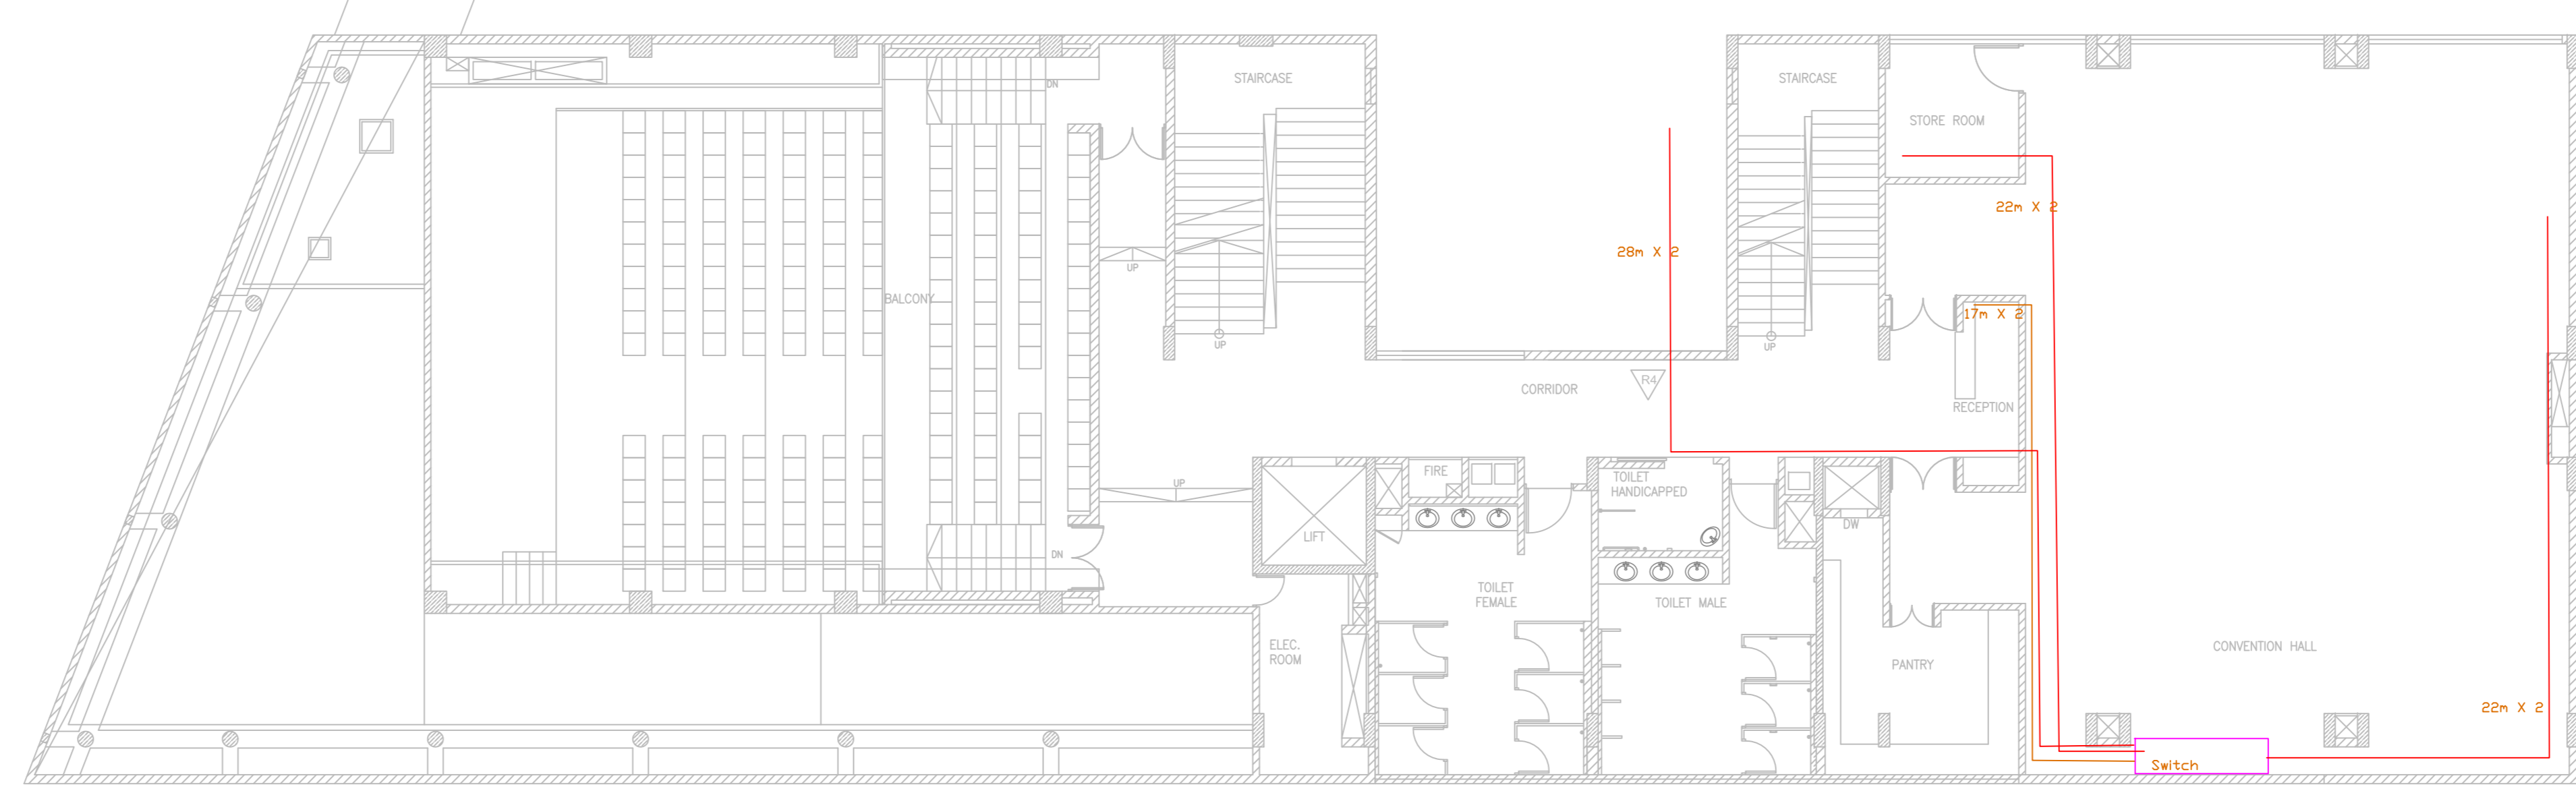 STAIRCASE
STAIRCASE
DN
STORE ROOM
22m X 2
28m X 2
UP
BALCONY
17m X 2
UP
UP
CORRIDOR
R4
RECEPTION
FIRE
TOILET
HANDICAPPED
UP
DW
LIFT
DN
TOILET
FEMALE
TOILET MALE
ELEC.
ROOM
PANTRY
CONVENTION HALL
22m X 2
Switch